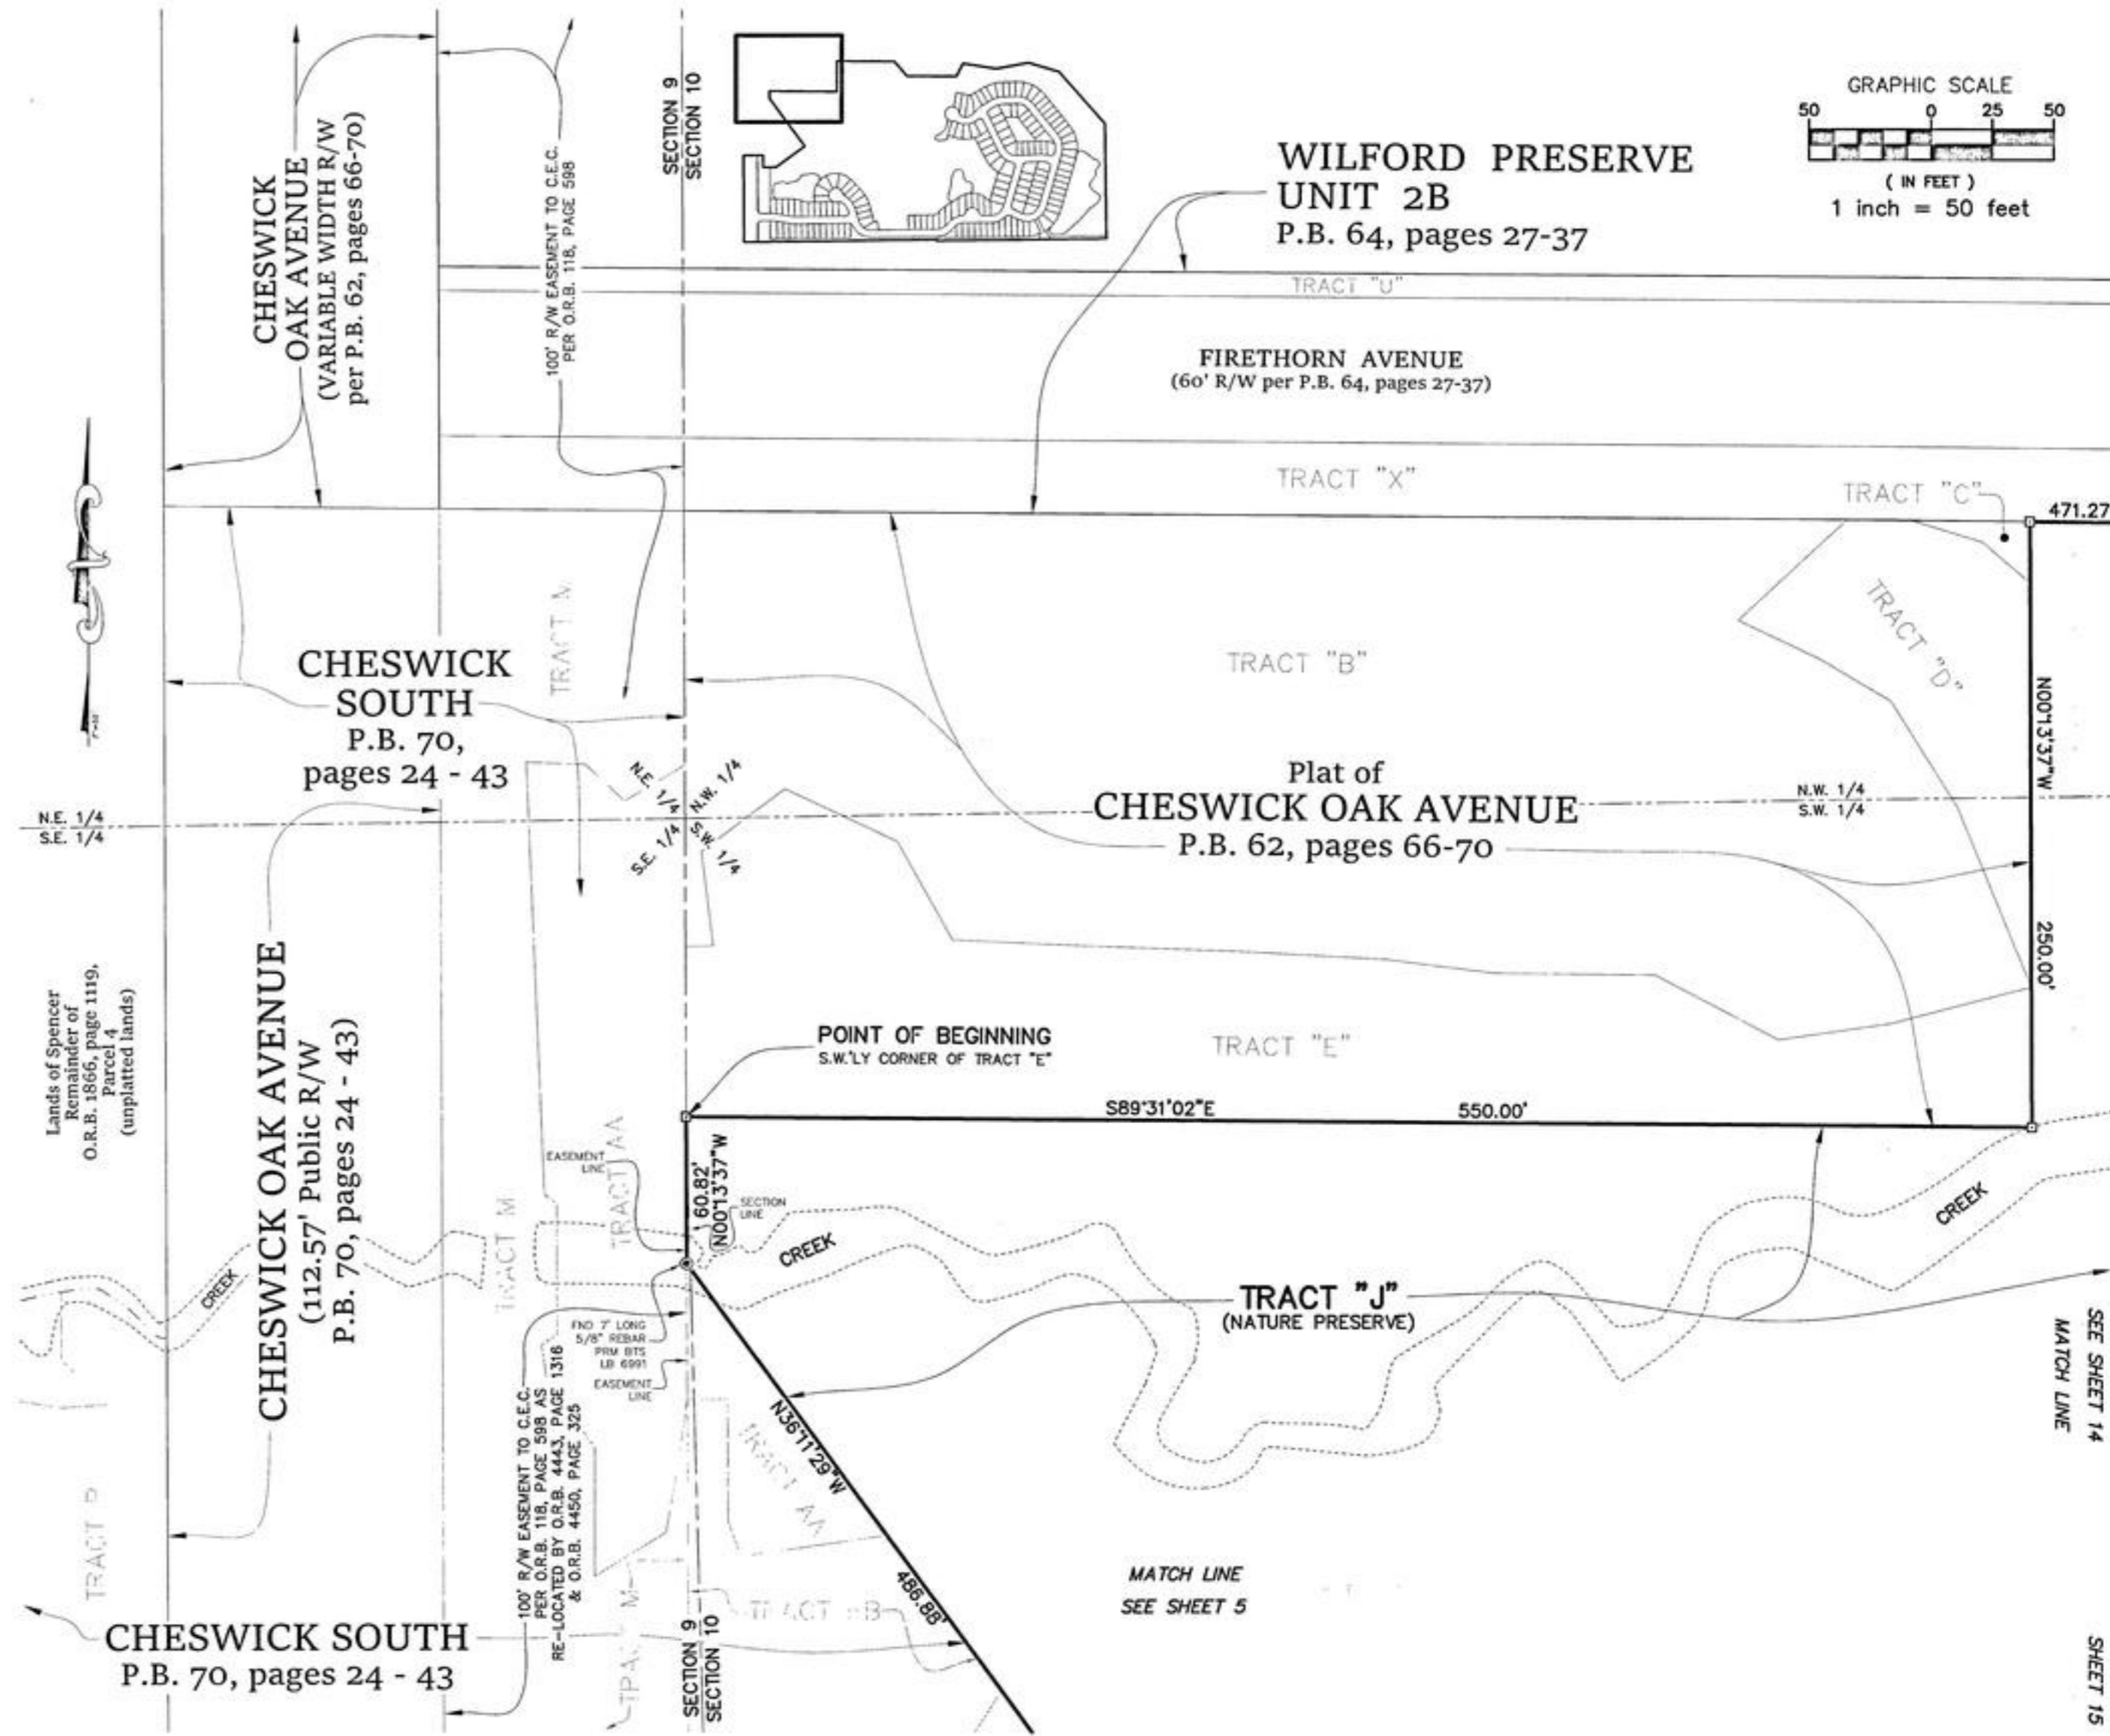 GRAPHIC SCALE
50 0 25 50
( IN FEET )
1 inch = 50 feet
SECTION 9
SECTION 10
WILFORD PRESERVE
UNIT 2B
P.B. 64, pages 27-37
CHESWICK
OAK AVENUE
(VARIABLE WIDTH R/W
per P.B. 62, pages 66-70)
100' R/W EASEMENT TO C.E.C.
PER O.R.B. 118, PAGE 598
TRACT "U"
FIRETHORN AVENUE
(60' R/W per P.B. 64, pages 27-37)
TRACT "X"
TRACT "C"
471.27
TRACT "D"
N00°13'37"W
250.00'
TRACT M
CHESWICK
SOUTH
P.B. 70,
pages 24 - 43
TRACT "B"
N.E. 1/4
N.W. 1/4
S.E. 1/4
S.W. 1/4
Plat of
CHESWICK OAK AVENUE
P.B. 62, pages 66-70
N.W. 1/4
S.W. 1/4
N.E. 1/4
S.E. 1/4
Lands of Spencer
Remainder of
O.R.B. 1866, page 1119,
Parcel 4
(unplatted lands)
CHESWICK OAK AVENUE
(112.57' Public R/W
P.B. 70, pages 24 - 43)
POINT OF BEGINNING
S.W.'LY CORNER OF TRACT "E"
TRACT "E"
S89°31'02"E
550.00'
EASEMENT
LINE
TRACT AA
60.82'
N00°13'37"W
SECTION
LINE
CREEK
CREEK
CREEK
TRACT M
TRACT "J"
(NATURE PRESERVE)
FND 7' LONG
5/8" REBAR
PRM BTS
LB 6991
EASEMENT
LINE
100' R/W EASEMENT TO C.E.C.
PER O.R.B. 118, PAGE 598 AS
RE-LOCATED BY O.R.B. 4443, PAGE 1316
& O.R.B. 4450, PAGE 325
N36°11'29"W
486.88'
TRACT AA
SEE SHEET 14
MATCH LINE
TRACT P
MATCH LINE
SEE SHEET 5
TRACT
TRACT M
SECTION 9
SECTION 10
CHESWICK SOUTH
P.B. 70, pages 24 - 43
SHEET 15